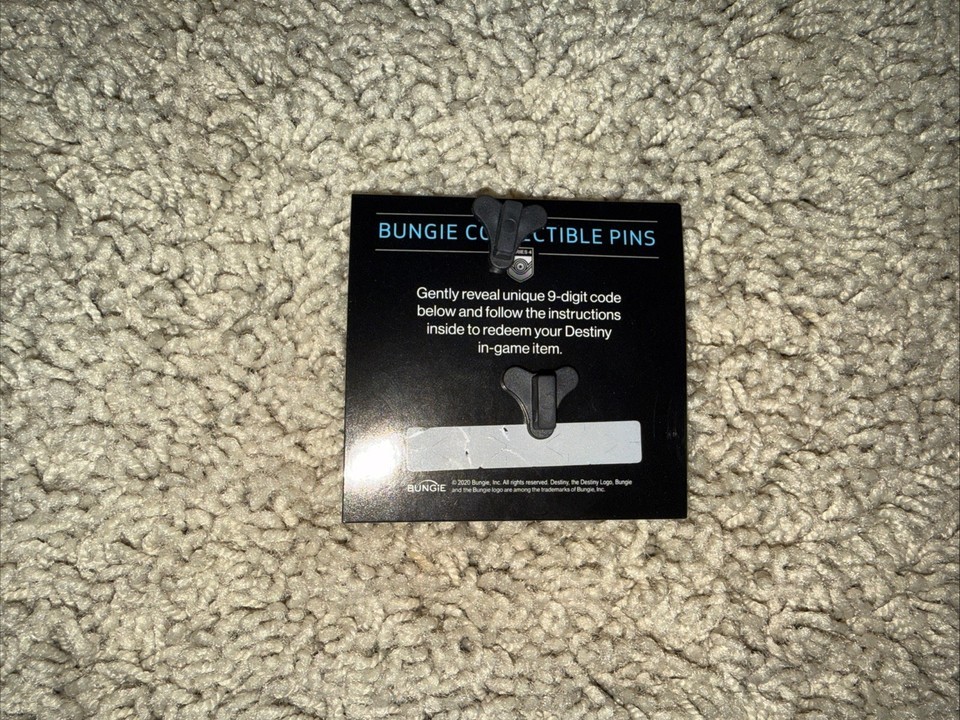 BUNGIE CO ECTIBLE PINS
Gently reveal unique 9-digit code
below and follow the instructions
inside to redeem your Destiny
in-game item.
BUNGIE
© 2020 Bungie, Inc. All rights reserved. Destiny, the Destiny Logo, Bungie
and the Bungie logo are among the trademarks of Bungie, Inc.